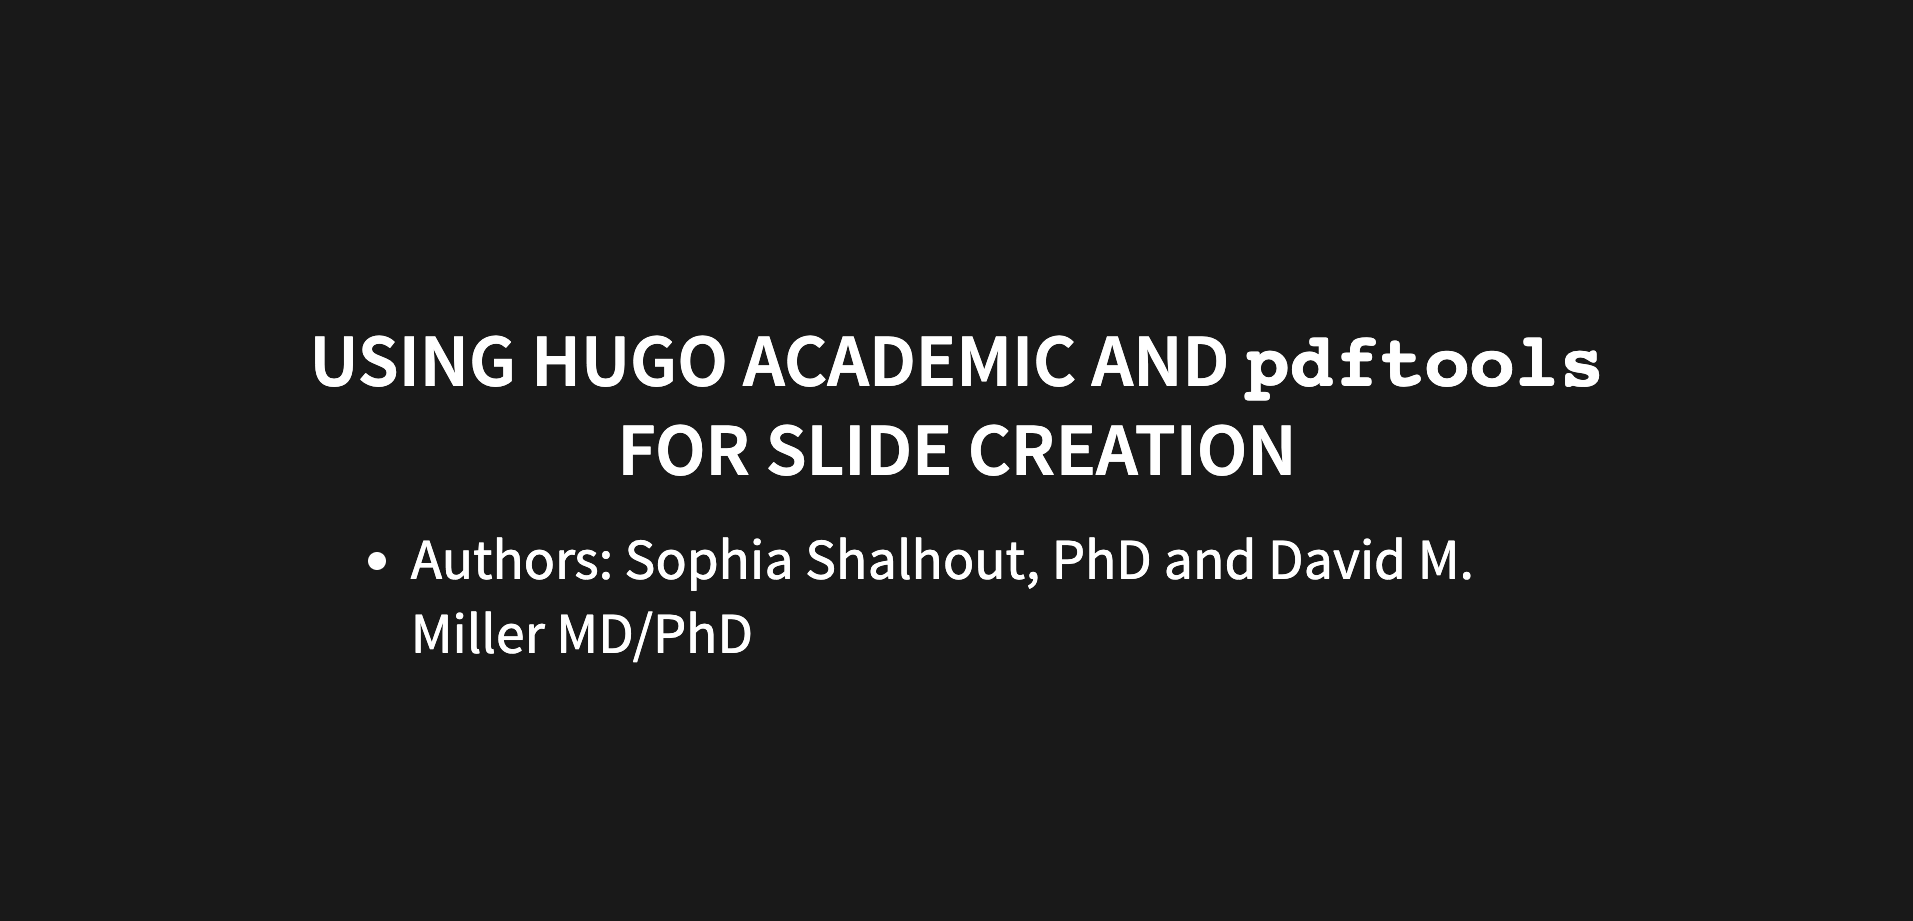 USING HUGO ACADEMIC AND pdftools
FOR SLIDE CREATION
• Authors: Sophia Shalhout, PhD and David M.
Miller MD/PhD